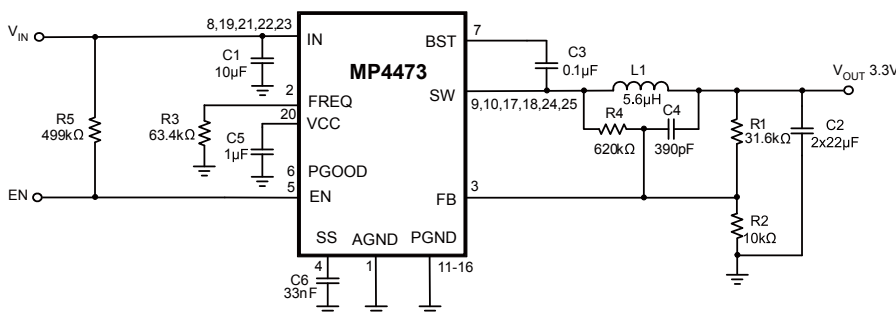 8,19,21,22,23
VIN
IN
C1
10µF
MP4473
BST
7
C3
0.1µF
SW
9,10,17,18,24,25
L1
5.6µH
VOUT 3.3V
R4
620kΩ
C4
390pF
R1
31.6kΩ
C2
2x22µF
2
FREQ
20
VCC
R5
499kΩ
R3
63.4kΩ
C5
1µF
6
PGOOD
5
EN
EN
FB
3
R2
10kΩ
SS
AGND
PGND
4
1
11-16
C6
33nF